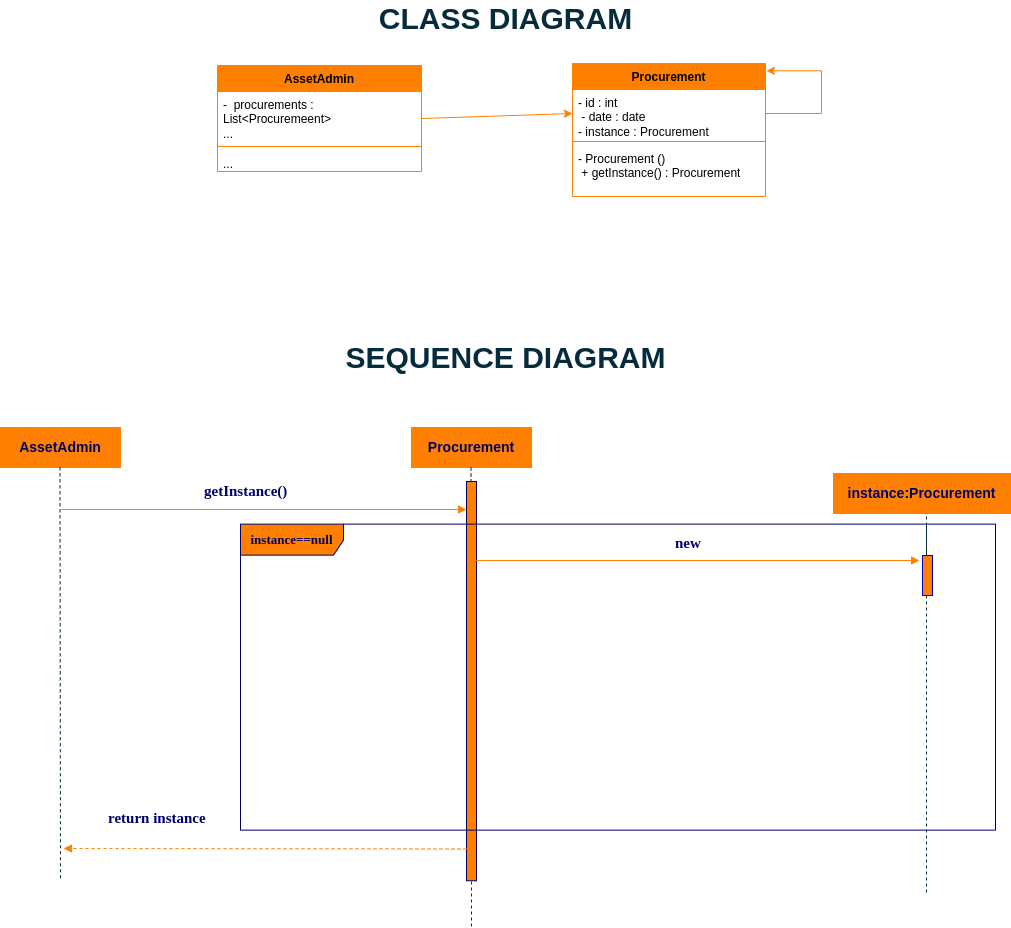 CLASS DIAGRAM
AssetAdmin
- procurements :
List<Procuremeent>
...
...
Procurement
- id : int
- date : date
- instance : Procurement
- Procurement ()
+ getInstance() : Procurement
SEQUENCE DIAGRAM
AssetAdmin
Procurement
instance:Procurement
getInstance()
instance==null
new
return instance